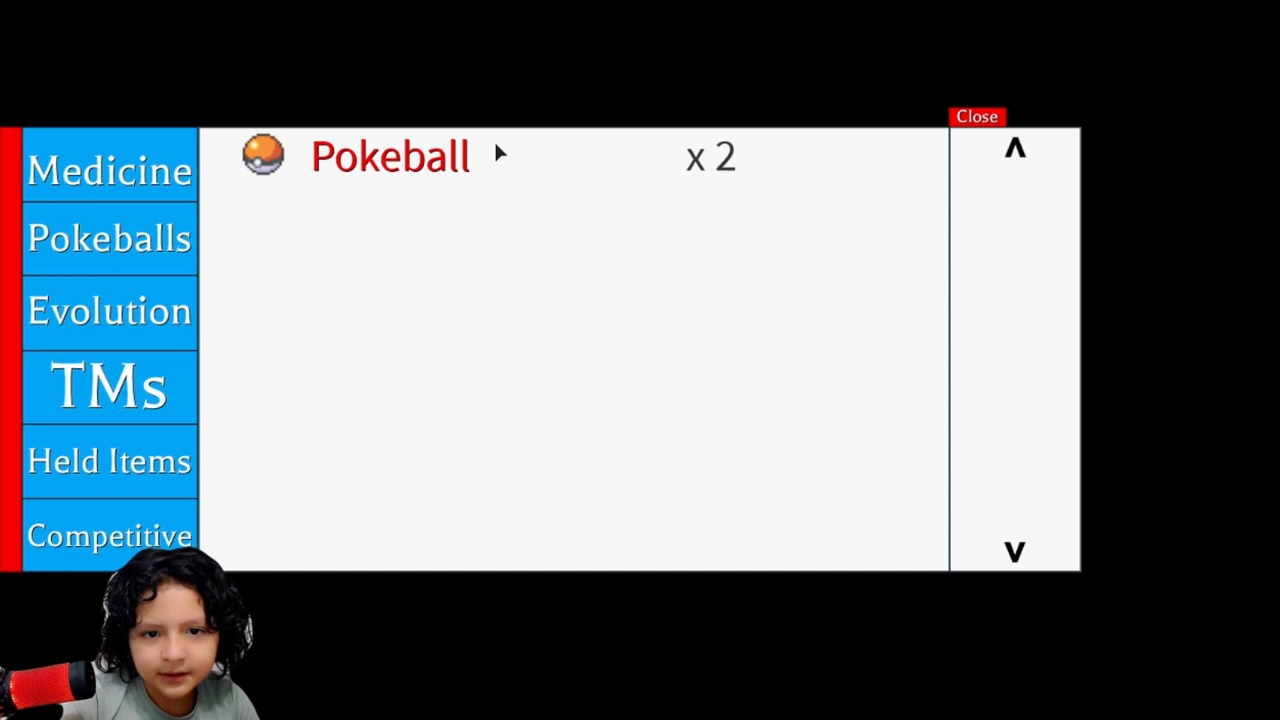 Close
Medicine
Pokeball x 2
Pokeballs
Evolution
TMs
Held Items
Competitive